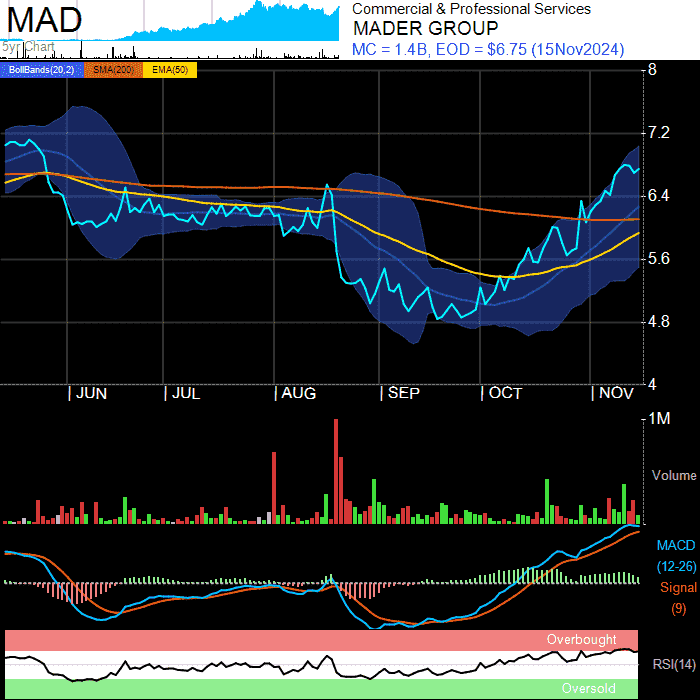 MAD
5yr Chart
Commercial & Professional Services
MADER GROUP
MC = 1.4B, EOD = $6.75 (15Nov2024)
BollBands(20,2) SMA(200) EMA(50)
8
7.2
6.4
5.6
4.8
4
JUN JUL AUG SEP OCT NOV
1M
Volume
MACD
(12-26)
Signal
(9)
Overbought
RSI(14)
Oversold